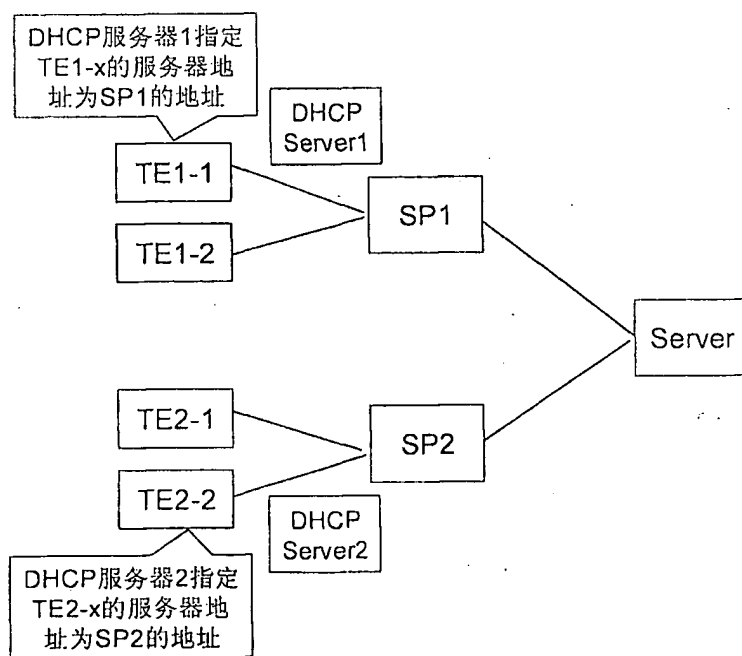 DHCP服务器1指定
TE1-x的服务器地
址为SP1的地址
DHCP
Server1
TE1-1
SP1
TE1-2
Server
TE2-1
SP2
TE2-2
DHCP
Server2
DHCP服务器2指定
TE2-x的服务器地
址为SP2的地址